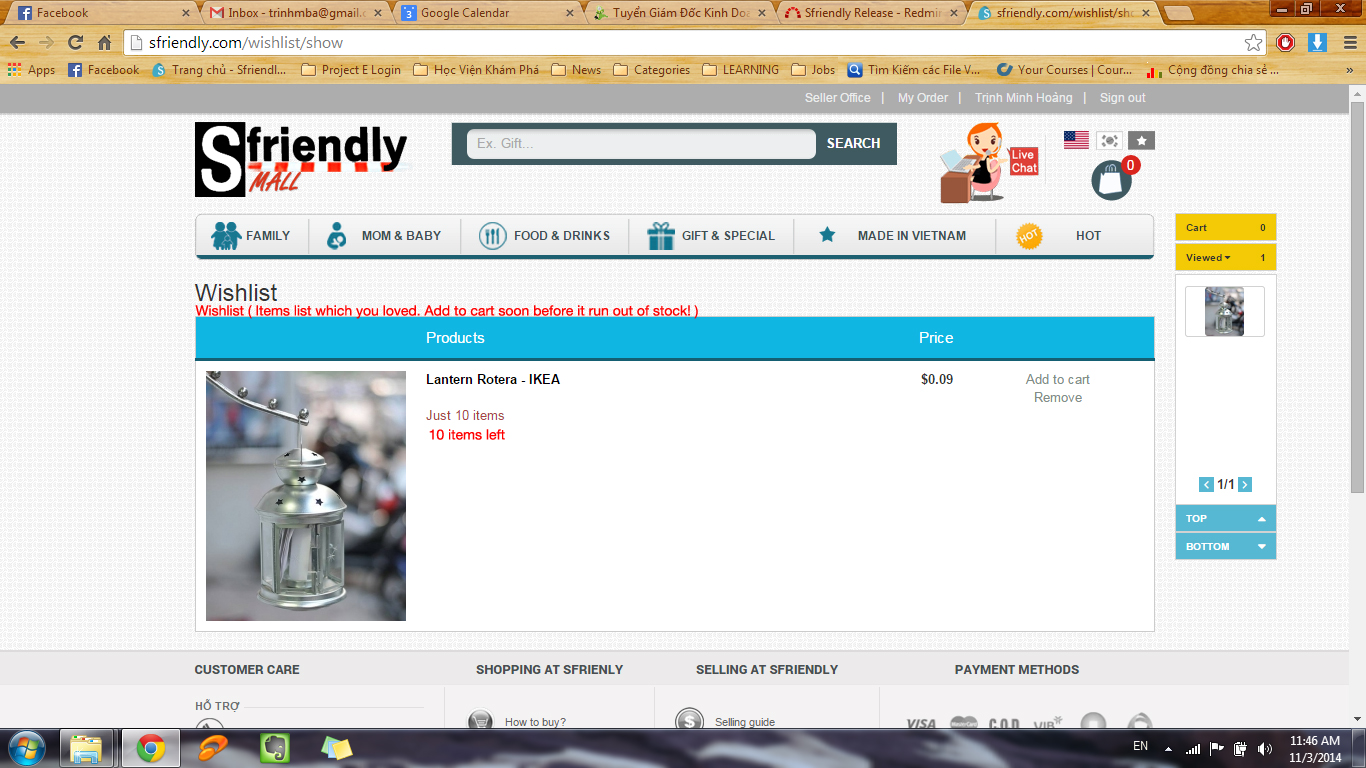 Facebook
Inbox - trinhmba@gmail.c
Google Calendar
Tuyển Giám Đốc Kinh Doa
Sfriendly Release - Redmi
sfriendly.com/wishlist/sho
sfriendly.com/wishlist/show
Apps
Facebook
Trang chủ - Sfriendl...
Project E Login
Học Viện Khám Phá
News
Categories
LEARNING
Jobs
Tìm Kiếm các File V...
Your Courses | Cour...
Cộng đồng chia sẻ ...
»
Seller Office | My Order | Trịnh Minh Hoảng | Sign out
Sfriendly
MALL
Ex. Gift...
SEARCH
Live
Chat
0
FAMILY
MOM & BABY
FOOD & DRINKS
GIFT & SPECIAL
MADE IN VIETNAM
HOT
HOT
Cart 0
Viewed 1
Wishlist
Wishlist ( Items list which you loved. Add to cart soon before it run out of stock! )
Products
Price
Lantern Rotera - IKEA
$0.09
Add to cart
Remove
Just 10 items
10 items left
1/1
TOP
BOTTOM
CUSTOMER CARE
SHOPPING AT SFRIENLY
SELLING AT SFRIENDLY
PAYMENT METHODS
HỖ TRỢ
How to buy?
Selling guide
VISA
C.O.D
VIB
EN
11:46 AM
11/3/2014